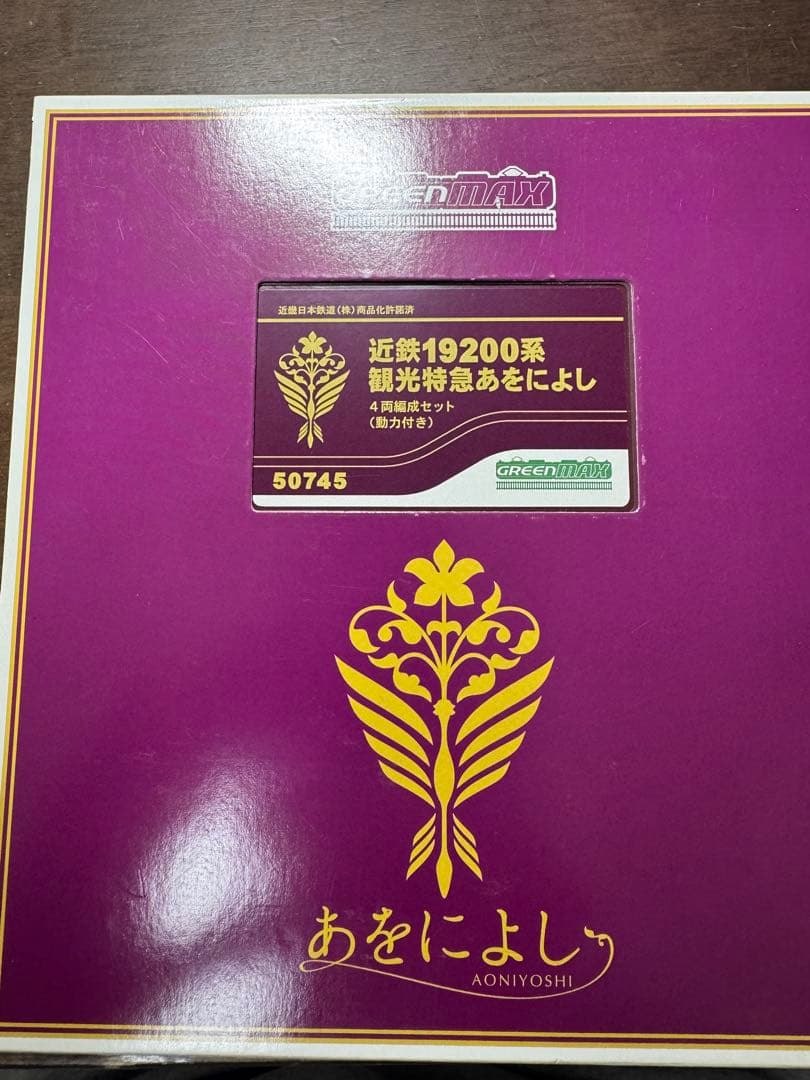 GREENMAX
近畿日本鉄道(株)商品化許諾済
近鉄19200系
観光特急あをによし
4両編成セット
(動力付き)
50745
GREENMAX
あをによし
AONIYOSHI